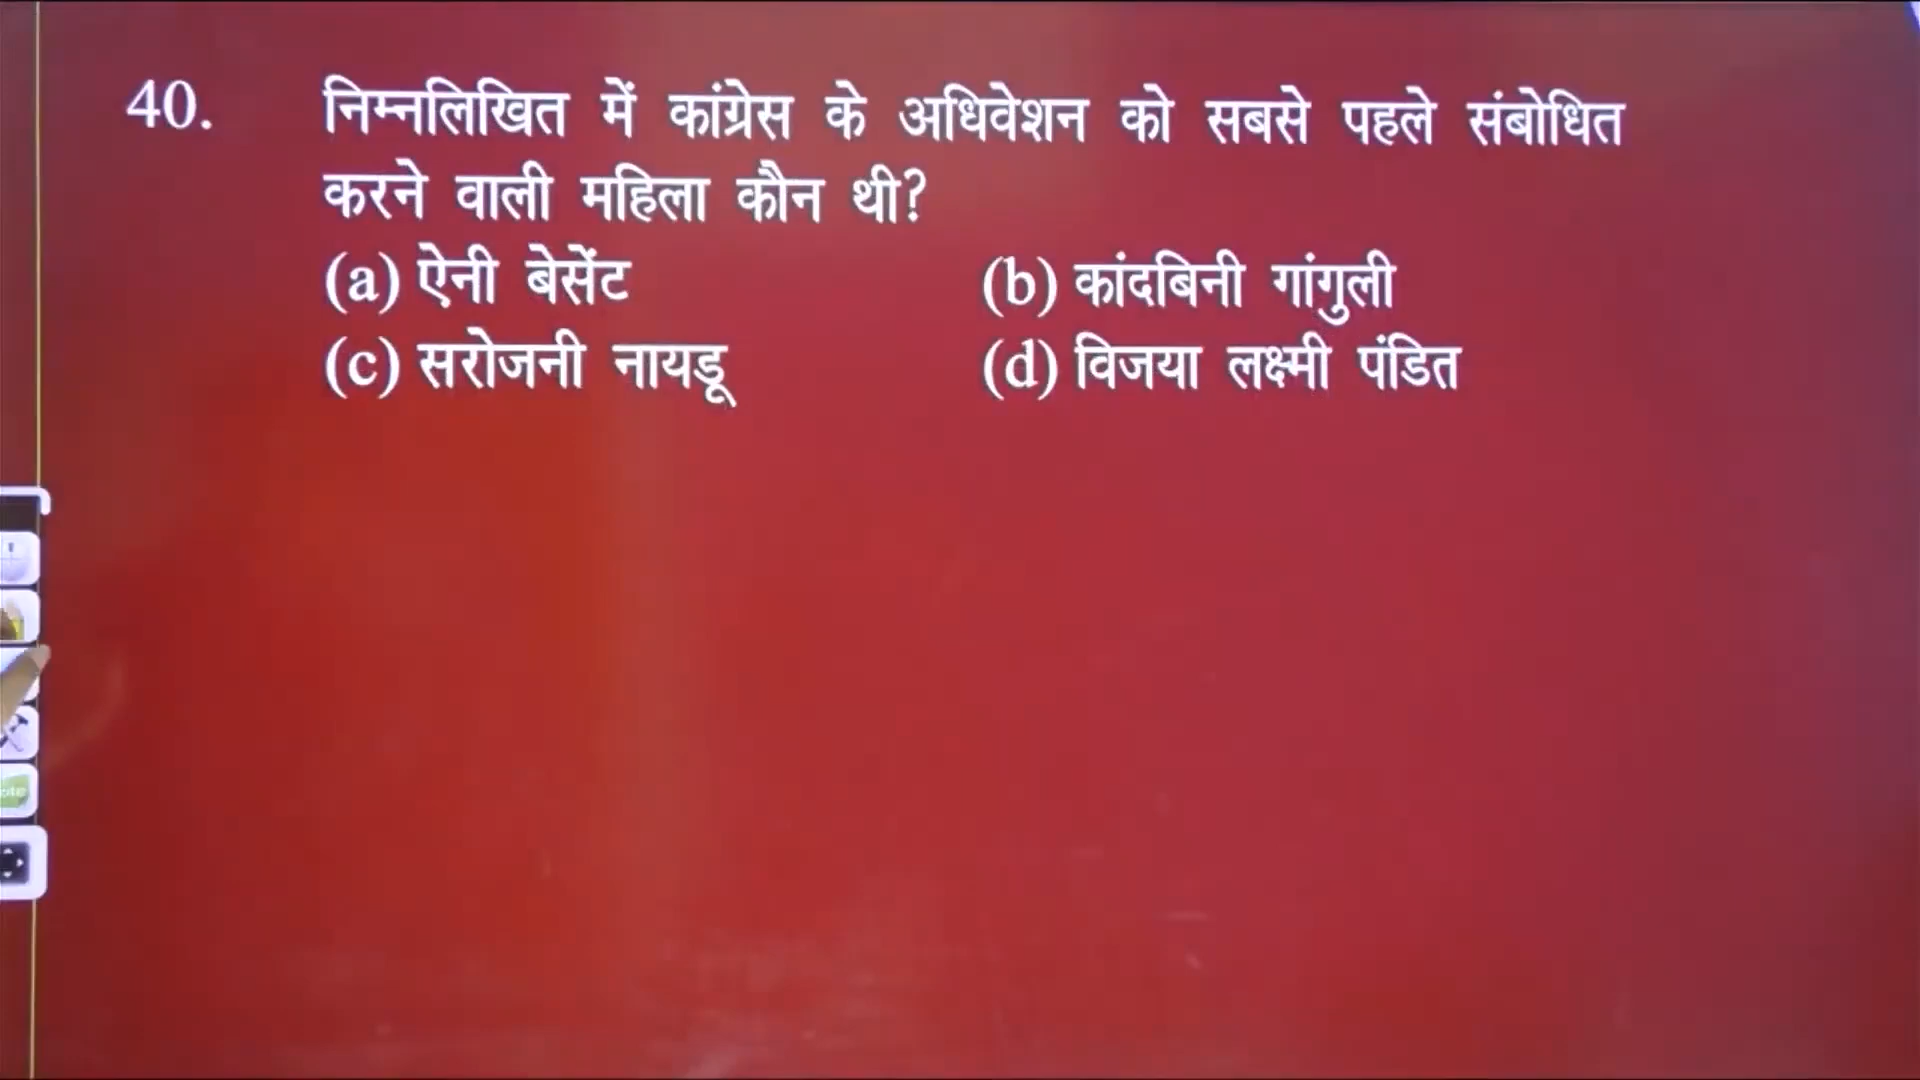 40. निम्नलिखित में कांग्रेस के अधिवेशन को सबसे पहले संबोधित
करने वाली महिला कौन थी?
(a) ऐनी बेसेंट (b) कांदबिनी गांगुली
(c) सरोजनी नायडू (d) विजया लक्ष्मी पंडित